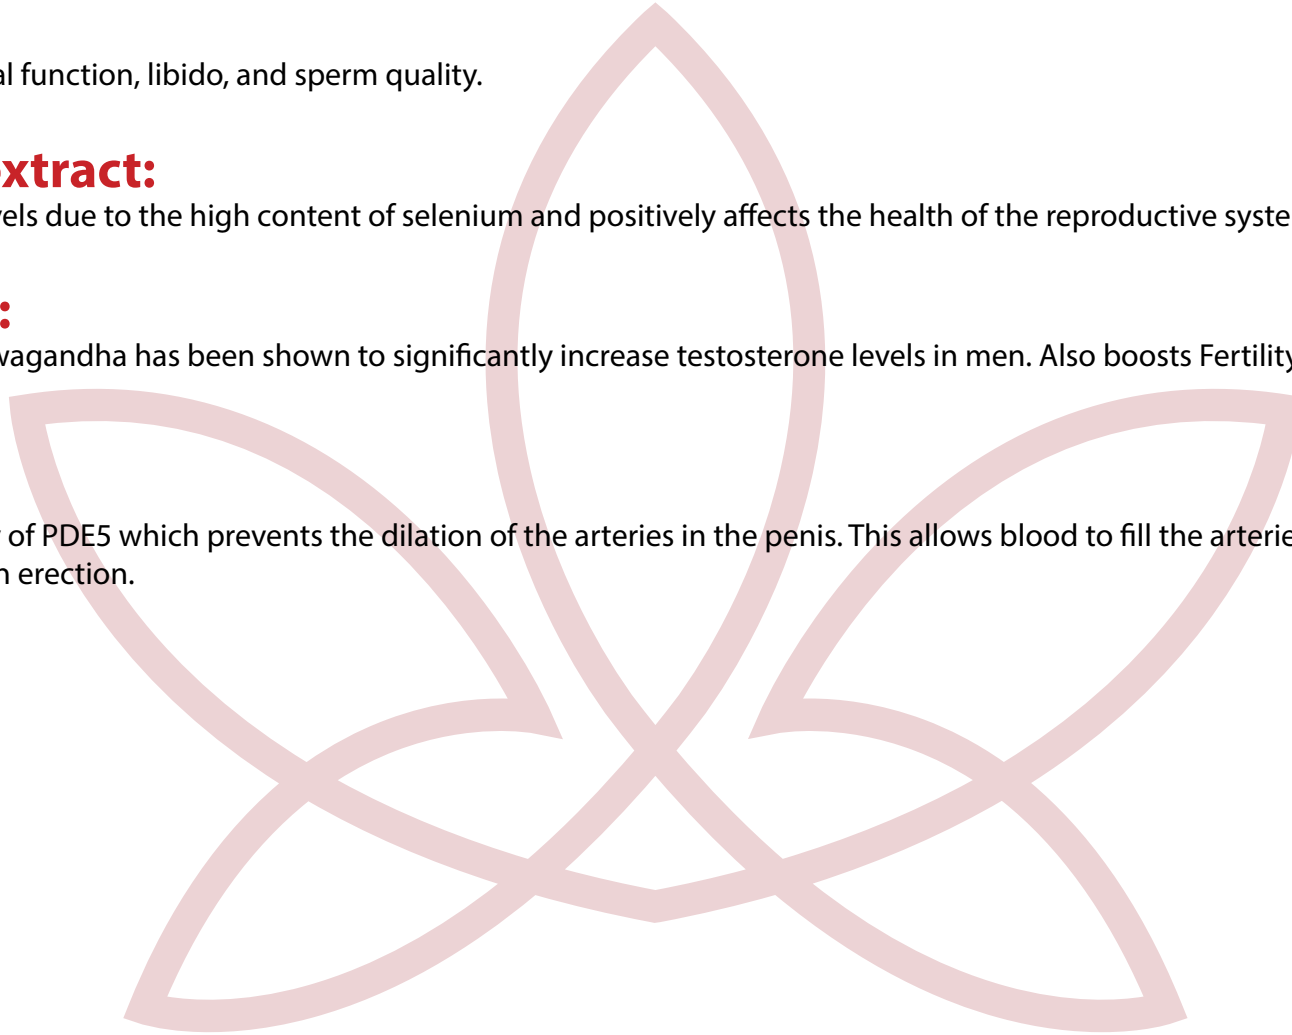 al function, libido, and sperm quality.
xtract:
vels due to the high content of selenium and positively affects the health of the reproductive syste
:
wagandha has been shown to significantly increase testosterone levels in men. Also boosts Fertility
of PDE5 which prevents the dilation of the arteries in the penis. This allows blood to fill the arterie
n erection.